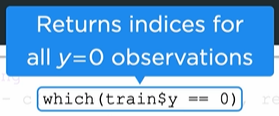 Returns indices for
all y=0 observations
which(train$y == 0)